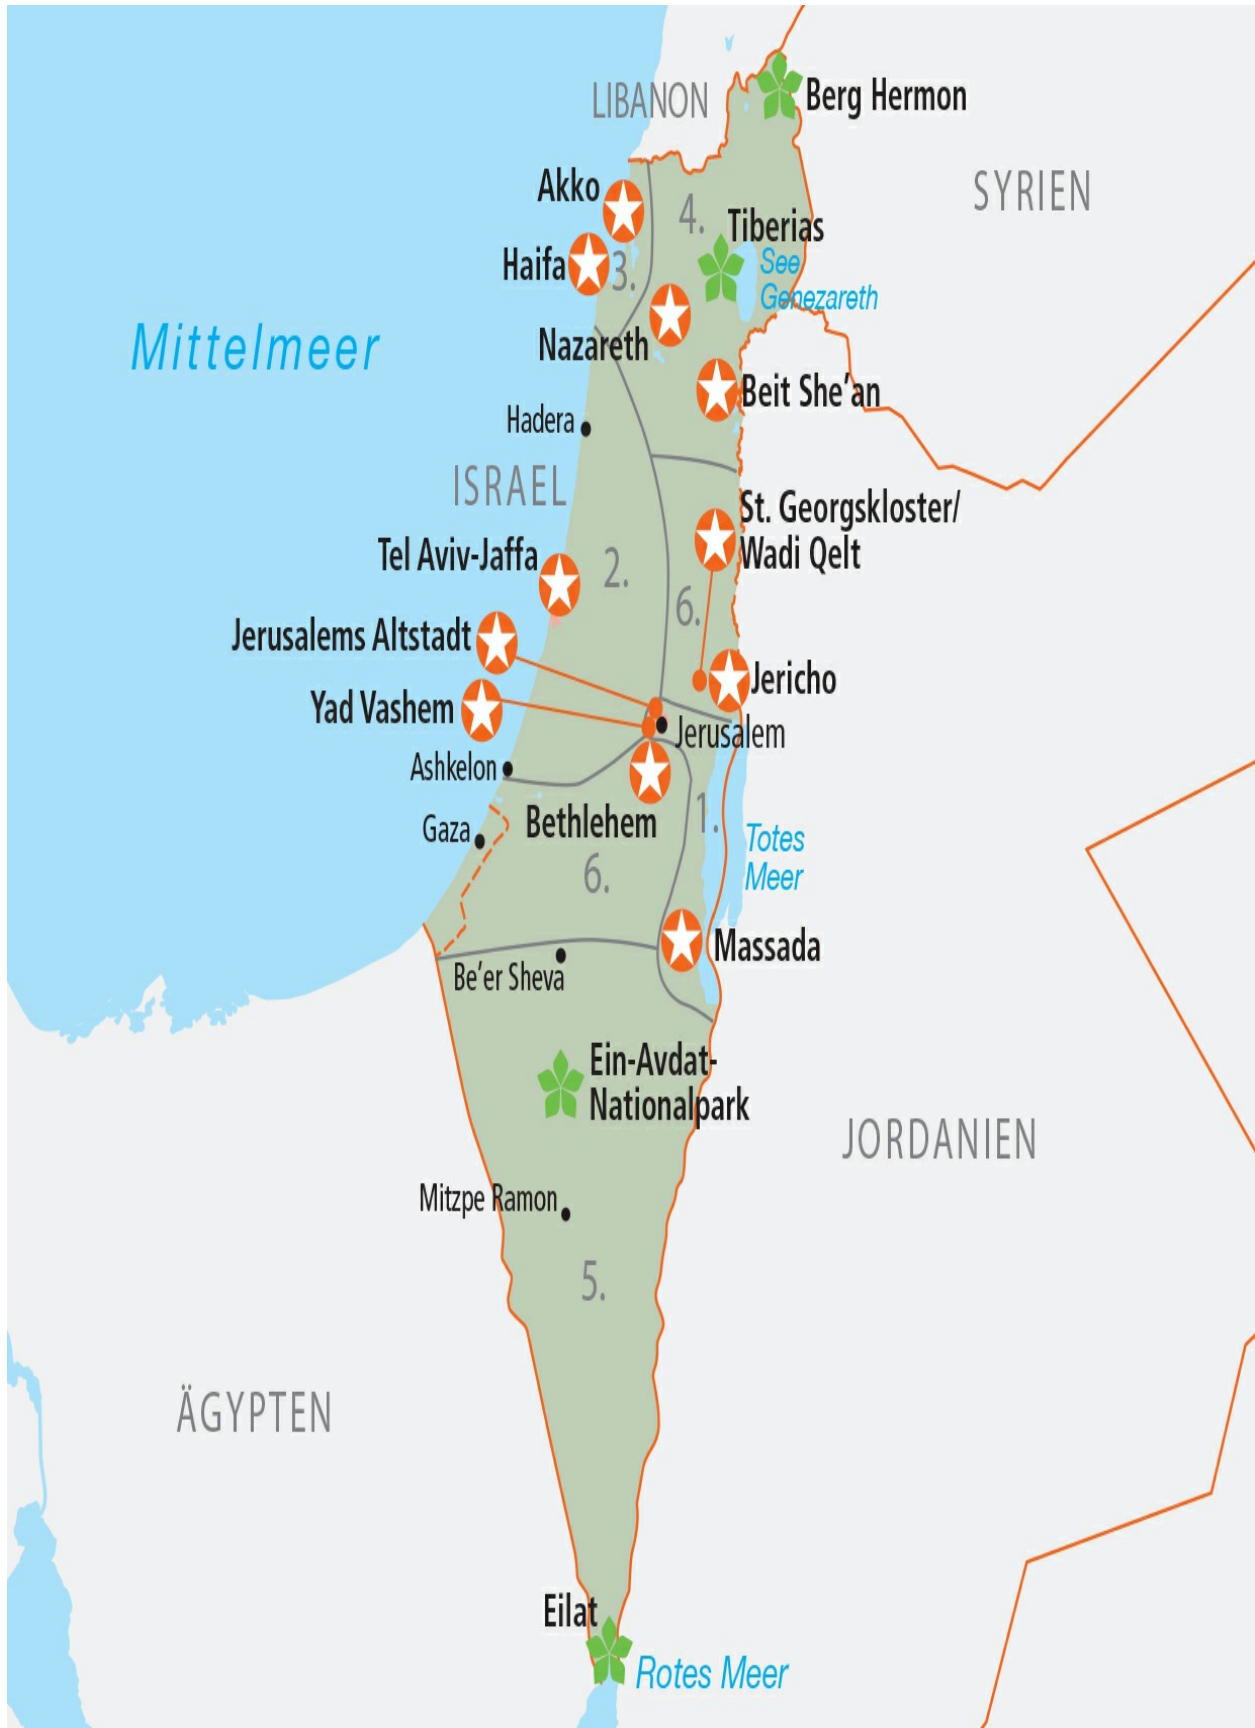 LIBANON
Berg Hermon
SYRIEN
Akko
4.
Tiberias
Haifa
3.
See
Genezareth
Mittelmeer
Nazareth
Beit She’an
Hadera
ISRAEL
St. Georgskloster/
Wadi Qelt
Tel Aviv-Jaffa
2.
6.
Jerusalems Altstadt
Jericho
Yad Vashem
Jerusalem
Ashkelon
Bethlehem
1.
Gaza
Totes
Meer
6.
Massada
Be’er Sheva
Ein-Avdat-
Nationalpark
JORDANIEN
Mitzpe Ramon
5.
ÄGYPTEN
Eilat
Rotes Meer